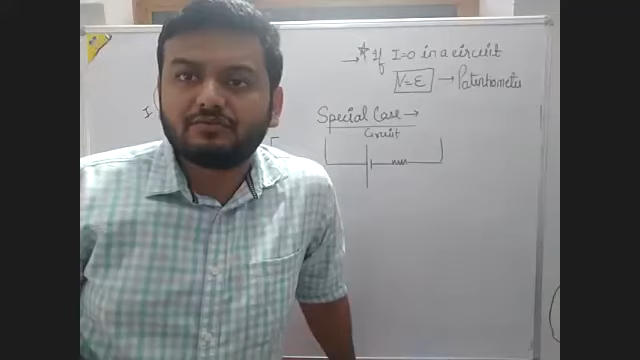 → * If I=0 in a circuit
V=ε → Potentiometer
I
Special Case →
Circuit